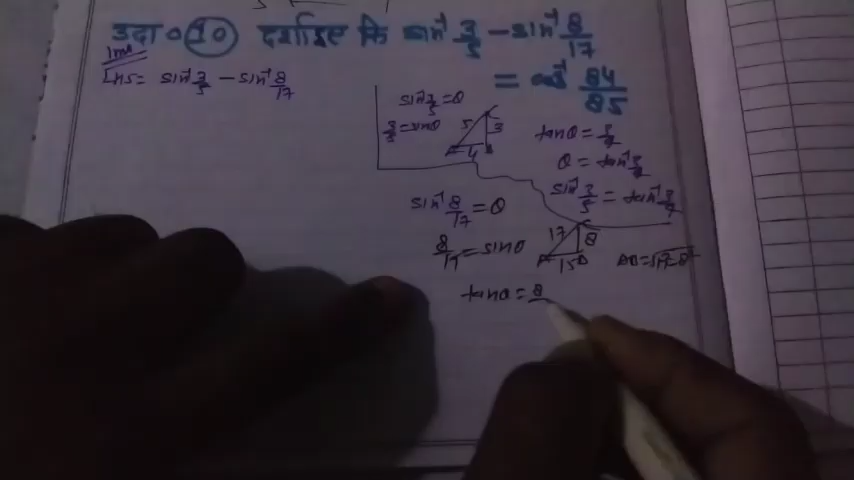 उदा० (10) दर्शाइए कि sin⁻¹ 3/5 − sin⁻¹ 8/17
= cos⁻¹ 84/85
LHS = sin⁻¹ 3/5 − sin⁻¹ 8/17
sin⁻¹ 3/5 = θ
3/5 = sinθ
5
3
4
tanθ = 3/4
θ = tan⁻¹ 3/4
sin⁻¹ 3/5 = tan⁻¹ 3/4
sin⁻¹ 8/17 = θ
8/17 = sinθ
17
8
15
tanθ = 8